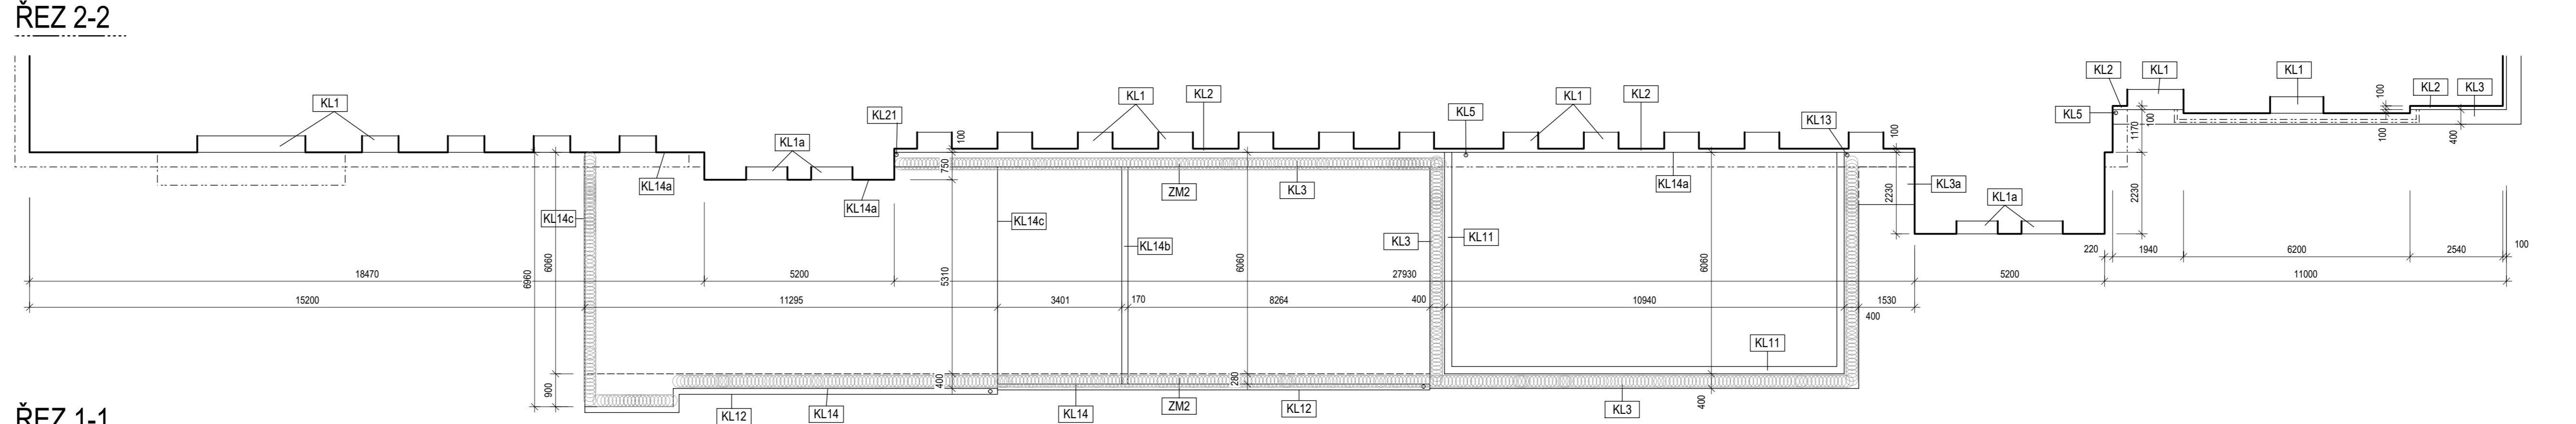 ŘEZ 2-2
KL1
KL1a
KL21
KL1
KL2
KL5
KL1
KL2
KL13
KL2
KL1
KL1
KL2
KL3
KL5
100
100
100
1170
100
100
400
KL14a
KL14a
750
ZM2
KL3
KL14a
KL3a
2230
KL1a
2230
KL14c
KL14c
KL14b
KL3
KL11
18470
5200
27930
5200
11000
220
1940
6200
2540
100
6960
6060
5310
6060
6060
15200
11295
3401
170
8264
400
10940
1530
400
KL11
900
400
280
400
KL12
KL14
KL14
ZM2
KL12
KL3
ŘEZ 1-1